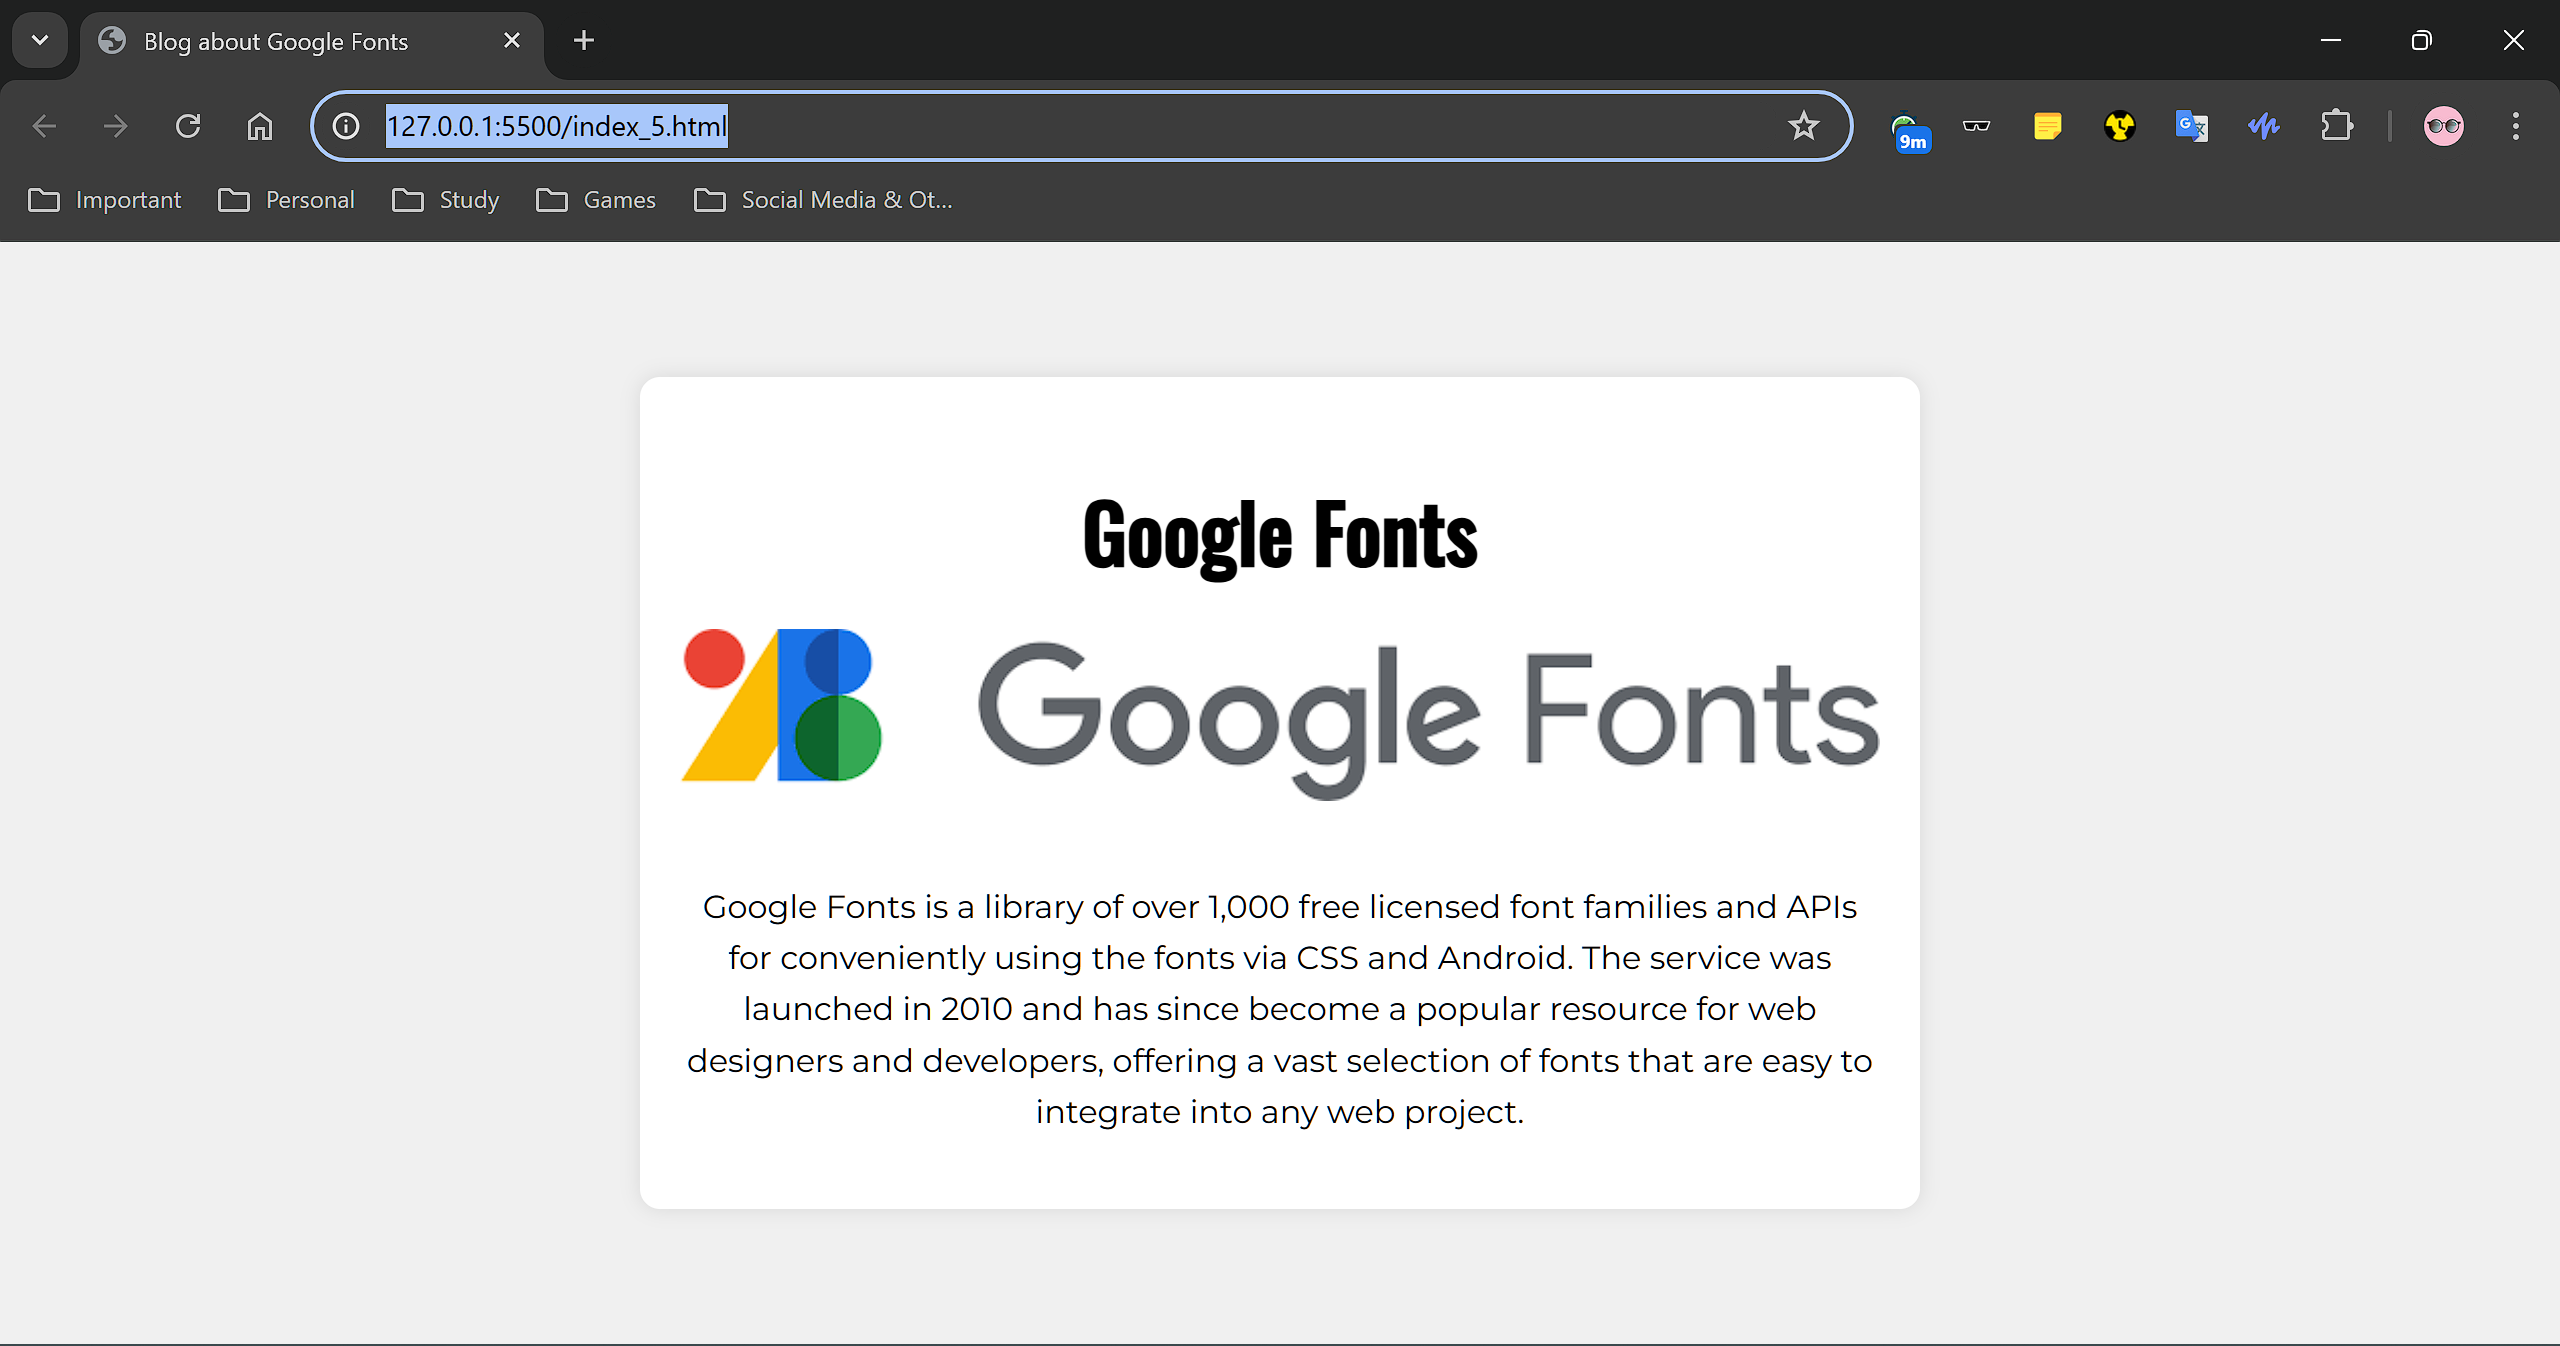 Blog about Google Fonts
127.0.0.1:5500/index_5.html
9m
Important
Personal
Study
Games
Social Media & Ot...
Google Fonts
Google Fonts
Google Fonts is a library of over 1,000 free licensed font families and APIs
for conveniently using the fonts via CSS and Android. The service was
launched in 2010 and has since become a popular resource for web
designers and developers, offering a vast selection of fonts that are easy to
integrate into any web project.